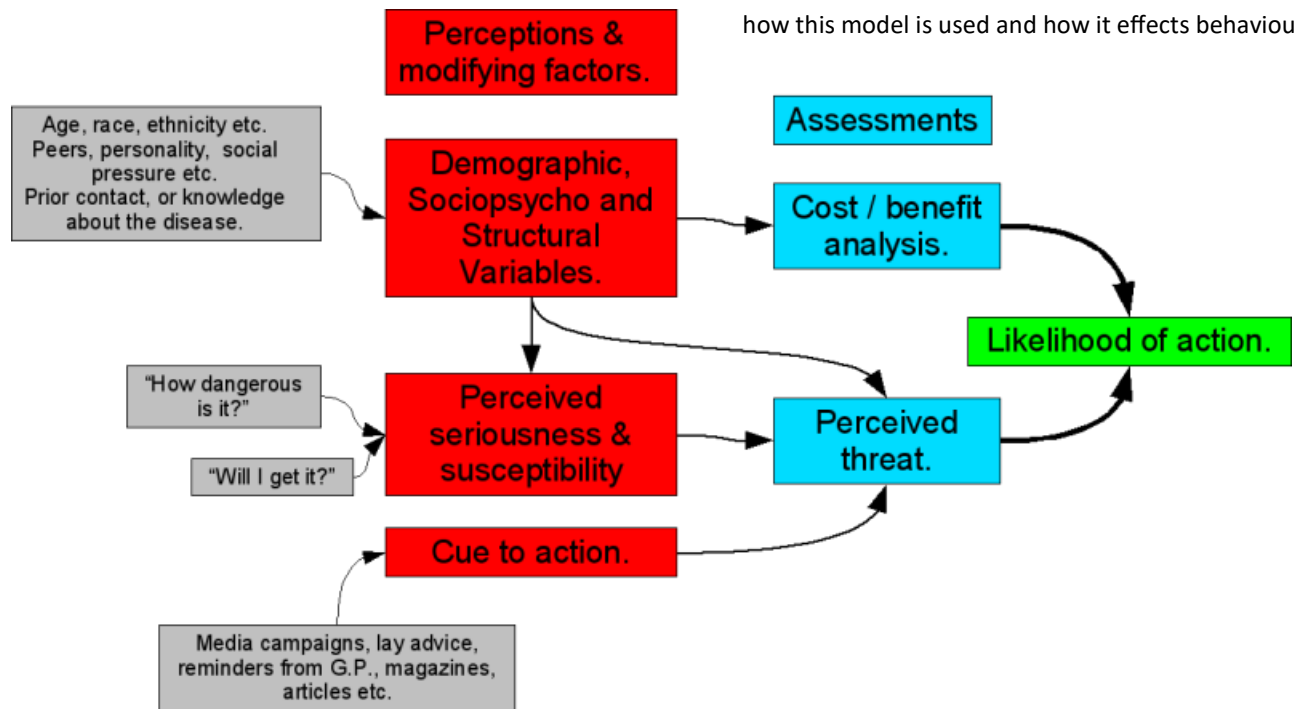 how this model is used and how it effects behaviou
Perceptions &
modifying factors.
Age, race, ethnicity etc.
Peers, personality, social
pressure etc.
Prior contact, or knowledge
about the disease.
Assessments
Demographic,
Sociopsycho and
Structural
Variables.
Cost / benefit
analysis.
Likelihood of action.
"How dangerous
is it?"
"Will I get it?"
Perceived
seriousness &
susceptibility
Perceived
threat.
Cue to action.
Media campaigns, lay advice,
reminders from G.P., magazines,
articles etc.